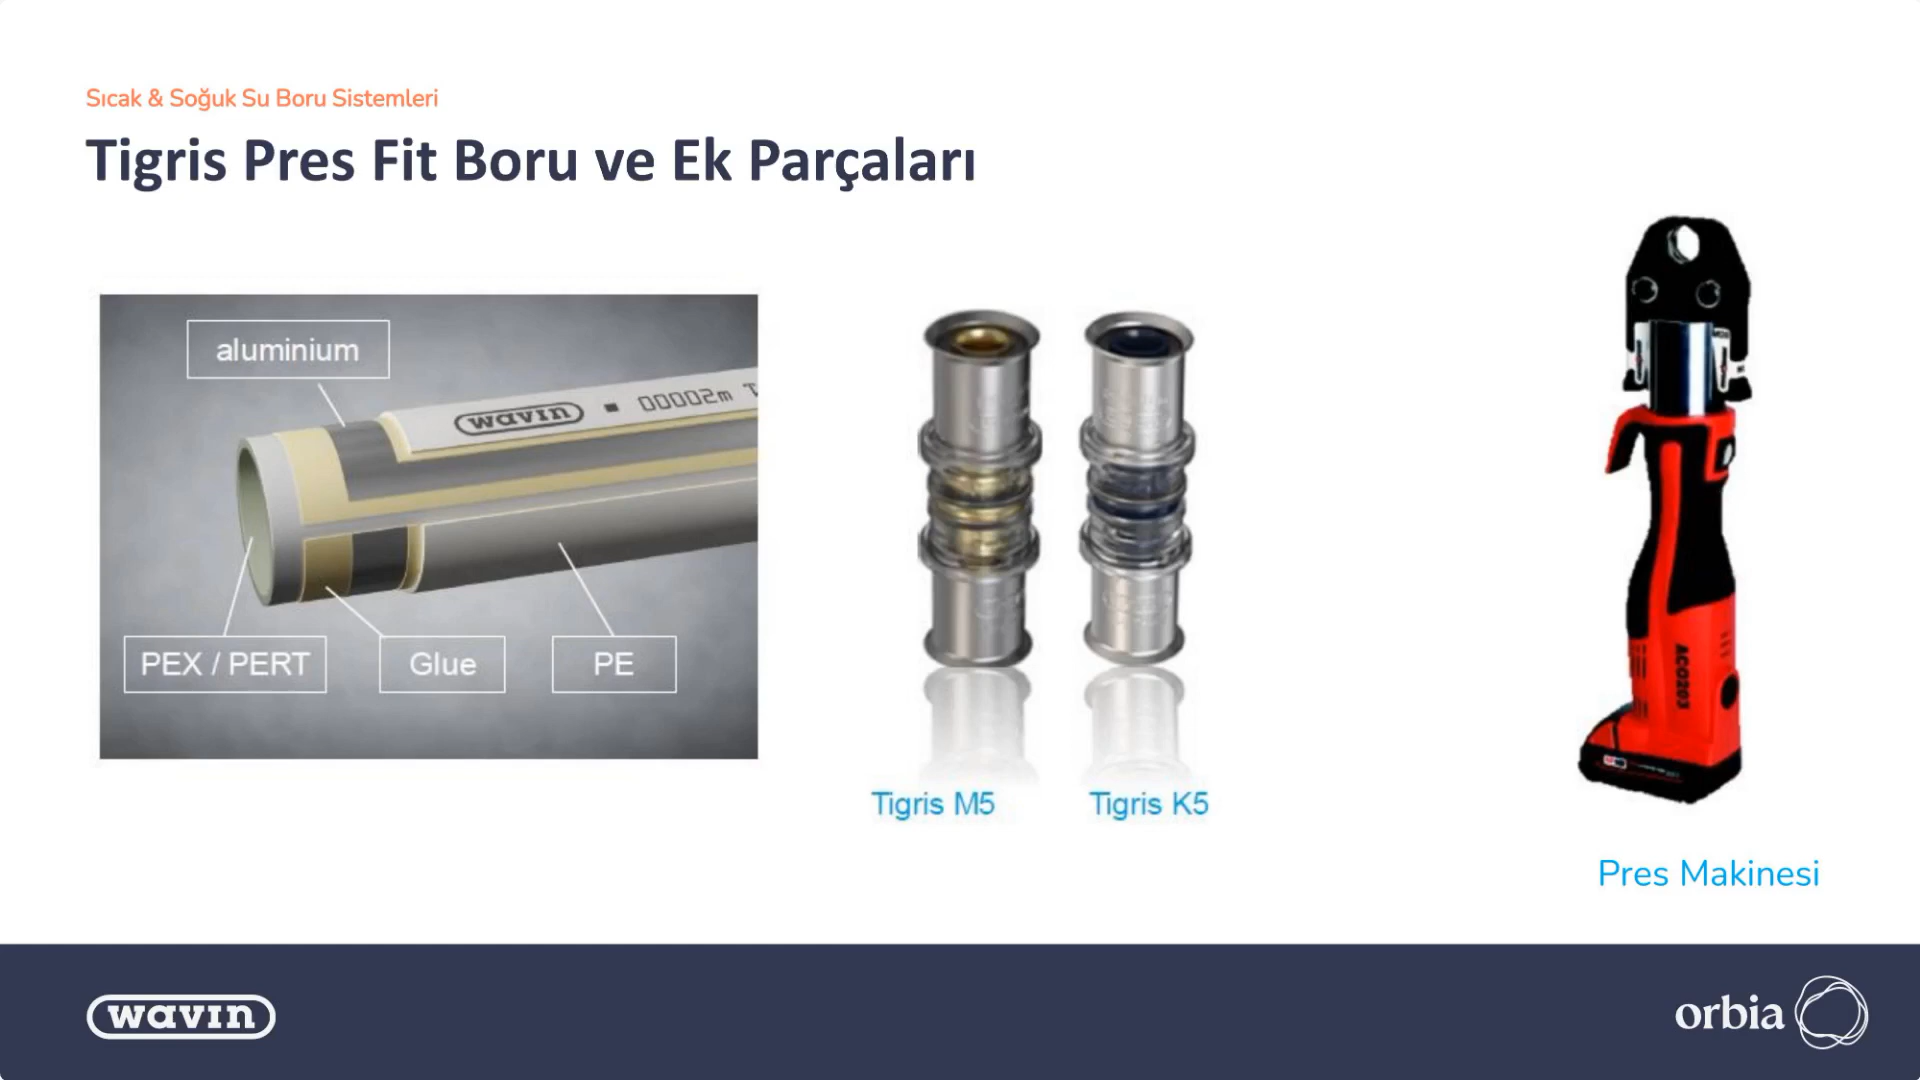 Sıcak & Soğuk Su Boru Sistemleri
Tigris Pres Fit Boru ve Ek Parçaları
aluminium
wavin ■ 00002m
PEX / PERT
Glue
PE
Tigris M5
Tigris K5
ACO203
Pres Makinesi
wavin
orbia